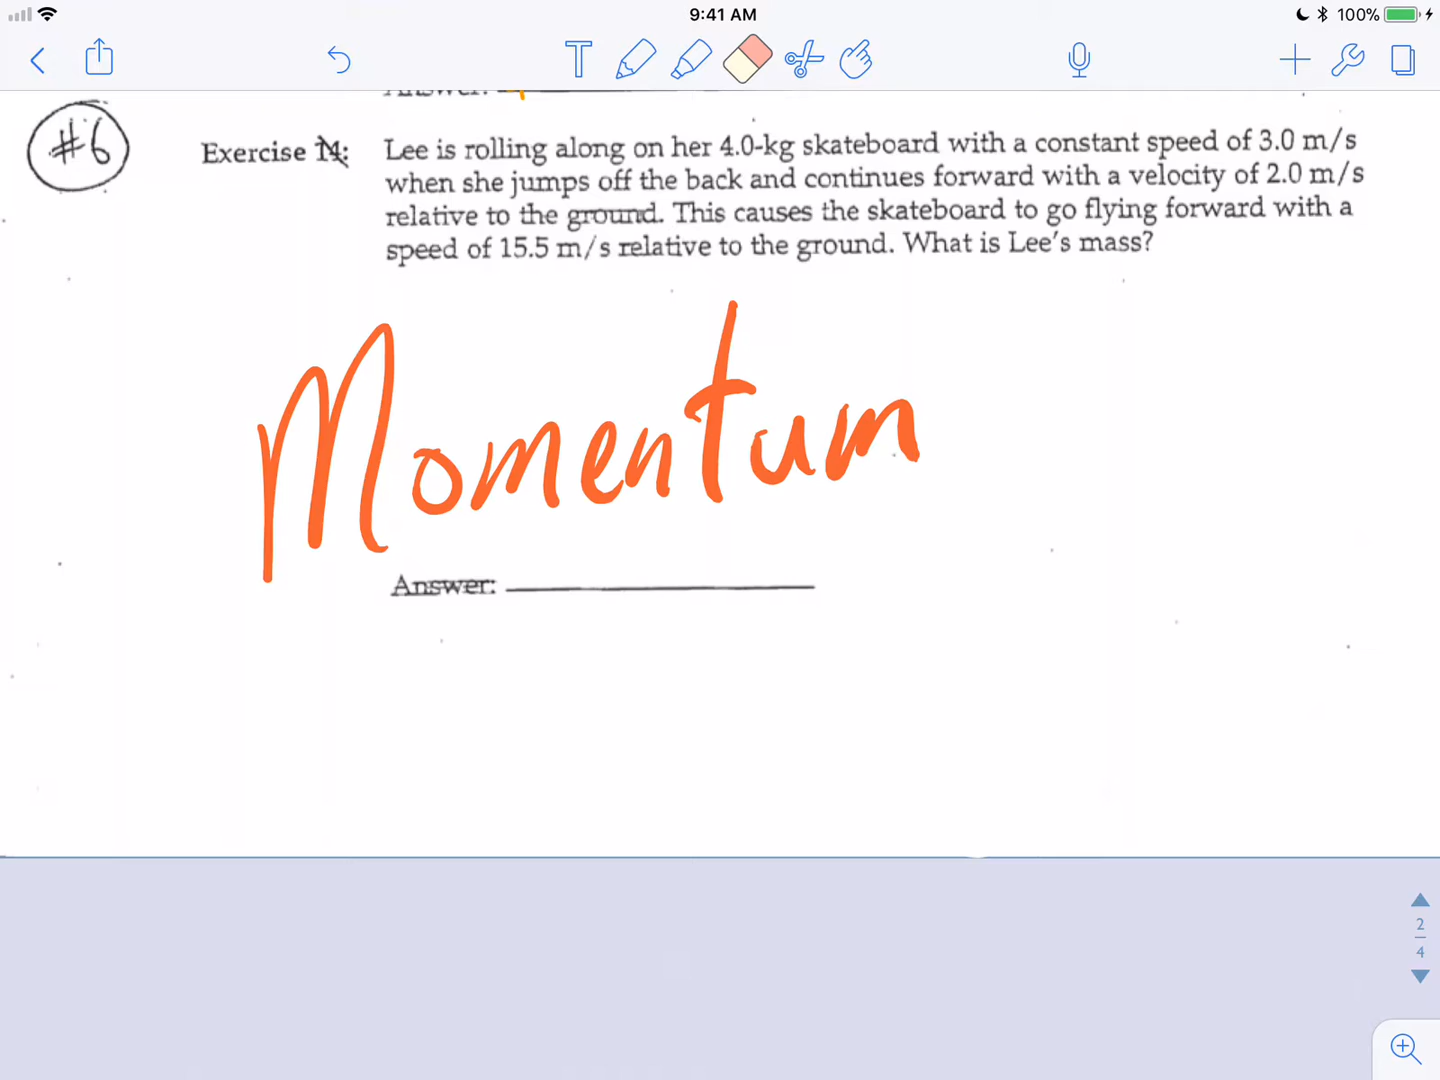 9:41 AM
100%
T
#6
Exercise 14: Lee is rolling along on her 4.0-kg skateboard with a constant speed of 3.0 m/s
when she jumps off the back and continues forward with a velocity of 2.0 m/s
relative to the ground. This causes the skateboard to go flying forward with a
speed of 15.5 m/s relative to the ground. What is Lee's mass?
Momentum
Answer:
2
4